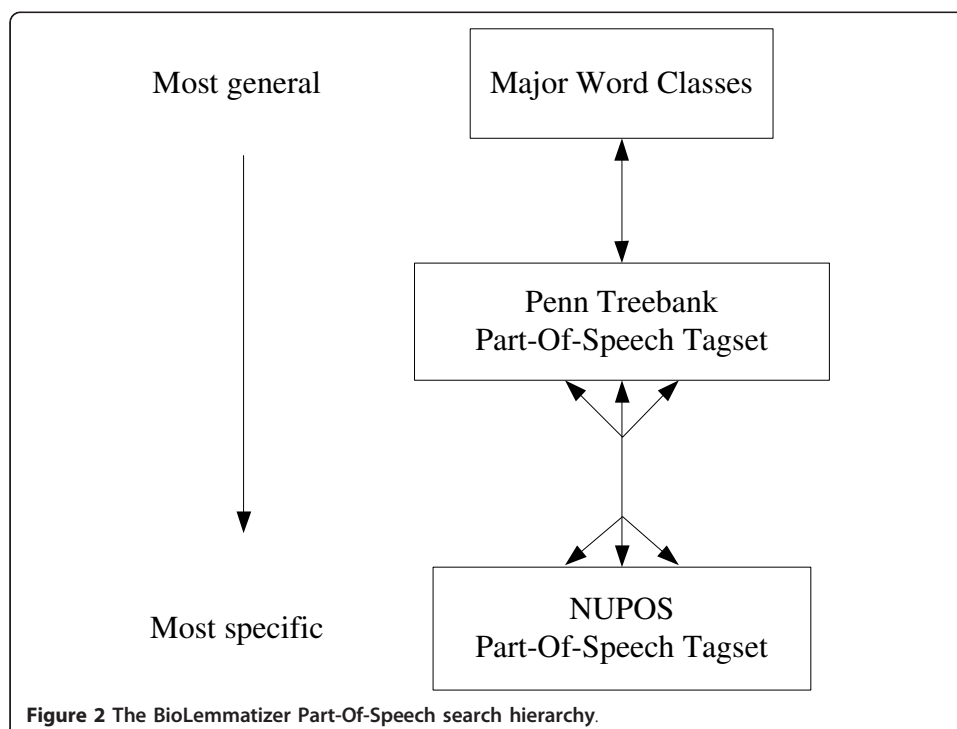 Most general
Major Word Classes
Penn Treebank
Part-Of-Speech Tagset
Most specific
NUPOS
Part-Of-Speech Tagset
Figure 2 The BioLemmatizer Part-Of-Speech search hierarchy.